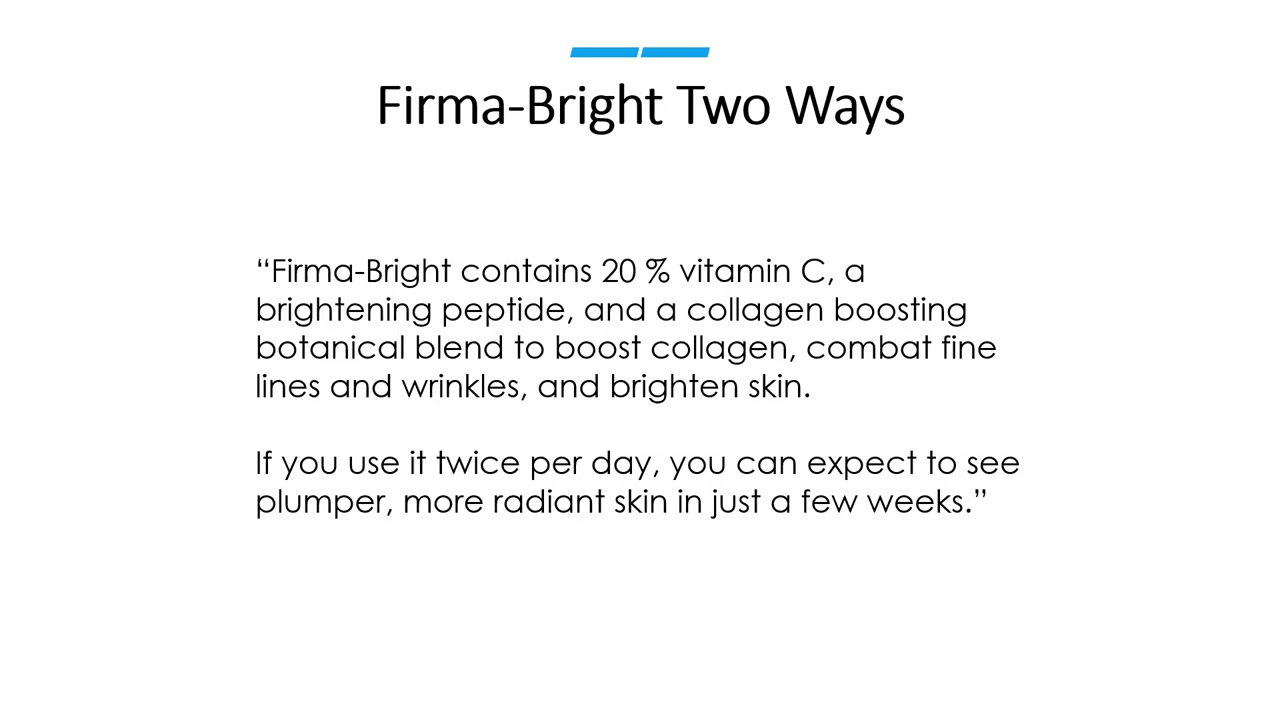 Firma-Bright Two Ways
“Firma-Bright contains 20 % vitamin C, a
brightening peptide, and a collagen boosting
botanical blend to boost collagen, combat fine
lines and wrinkles, and brighten skin.
If you use it twice per day, you can expect to see
plumper, more radiant skin in just a few weeks.”